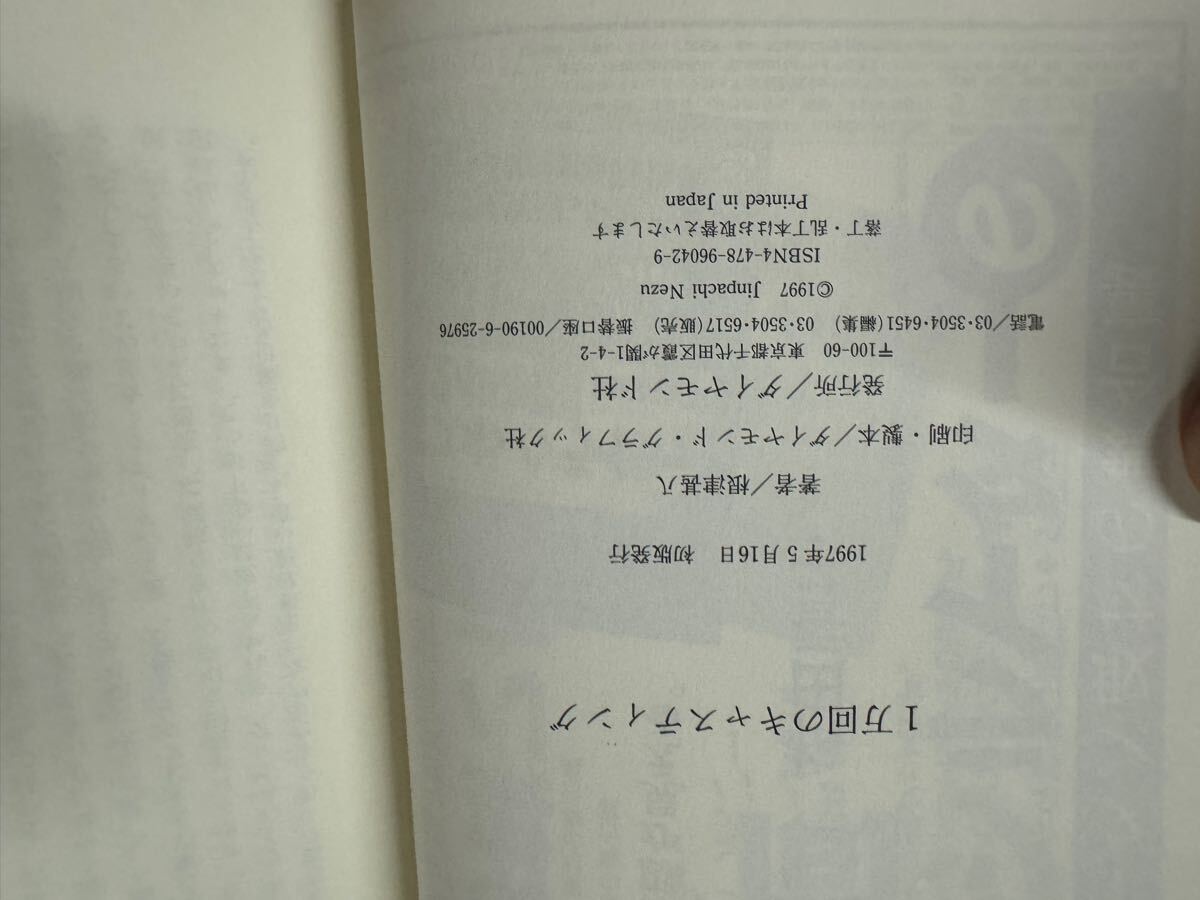 1万回のキャスティング
1997年5月16日　初版発行
著者／根津甚八
印刷・製本／ダイヤモンド・グラフィック社
発行所／ダイヤモンド社
〒100-60　東京都千代田区霞が関1-4-2
電話／03・3504・6451(編集)　03・3504・6517(販売)　振替口座／00190-6-25976
©1997　Jinpachi Nezu
ISBN4-478-96042-9
落丁・乱丁本はお取替えいたします
Printed in Japan